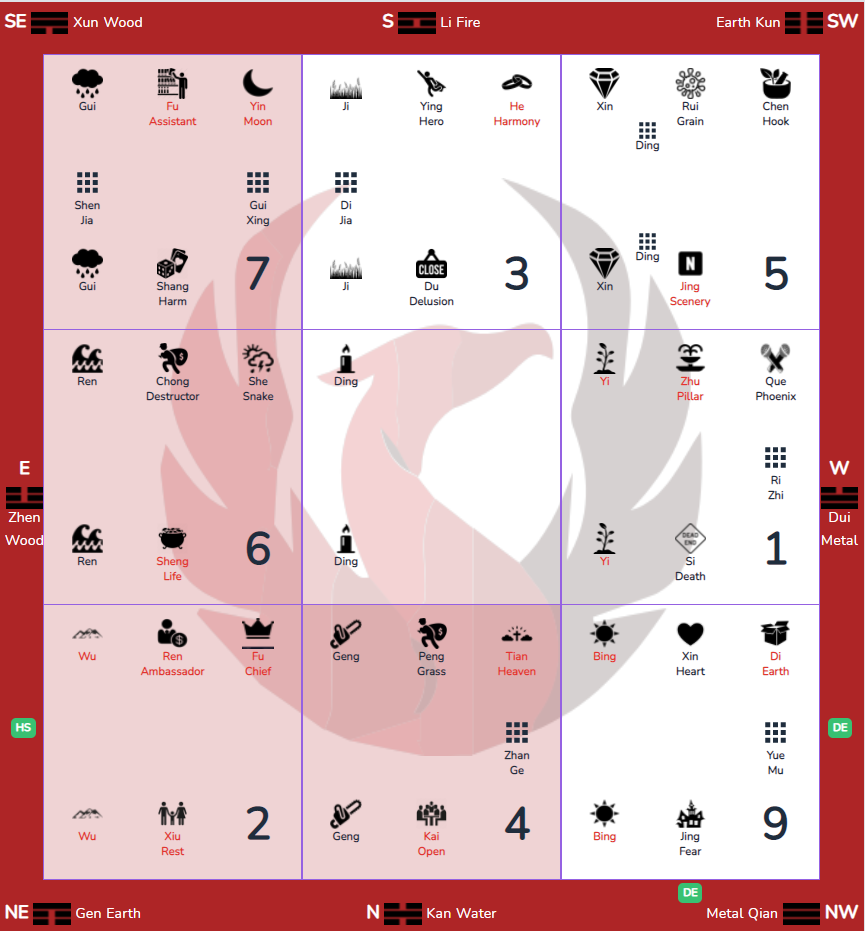 SE Xun Wood S Li Fire Earth Kun SW
Gui Fu Assistant Yin Moon
Ji Ying Hero He Harmony
Xin Rui Grain Chen Hook
Ding
Shen Jia Gui Xing
Di Jia
Ding
Gui Shang Harm 7
Ji CLOSE Du Delusion 3
Xin N Jing Scenery 5
Ren Chong Destructor She Snake
Ding
Yi Zhu Pillar Que Phoenix
E
Zhen
Wood
W
Dui
Metal
Ri Zhi
Ren Sheng Life 6
Ding
Yi DEAD END Si Death 1
Wu Ren Ambassador Fu Chief
Geng Peng Grass Tian Heaven
Bing Xin Heart Di Earth
HS
DE
Zhan Ge
Yue Mu
Wu Xiu Rest 2
Geng Kai Open 4
Bing Jing Fear 9
DE
NE Gen Earth N Kan Water Metal Qian NW